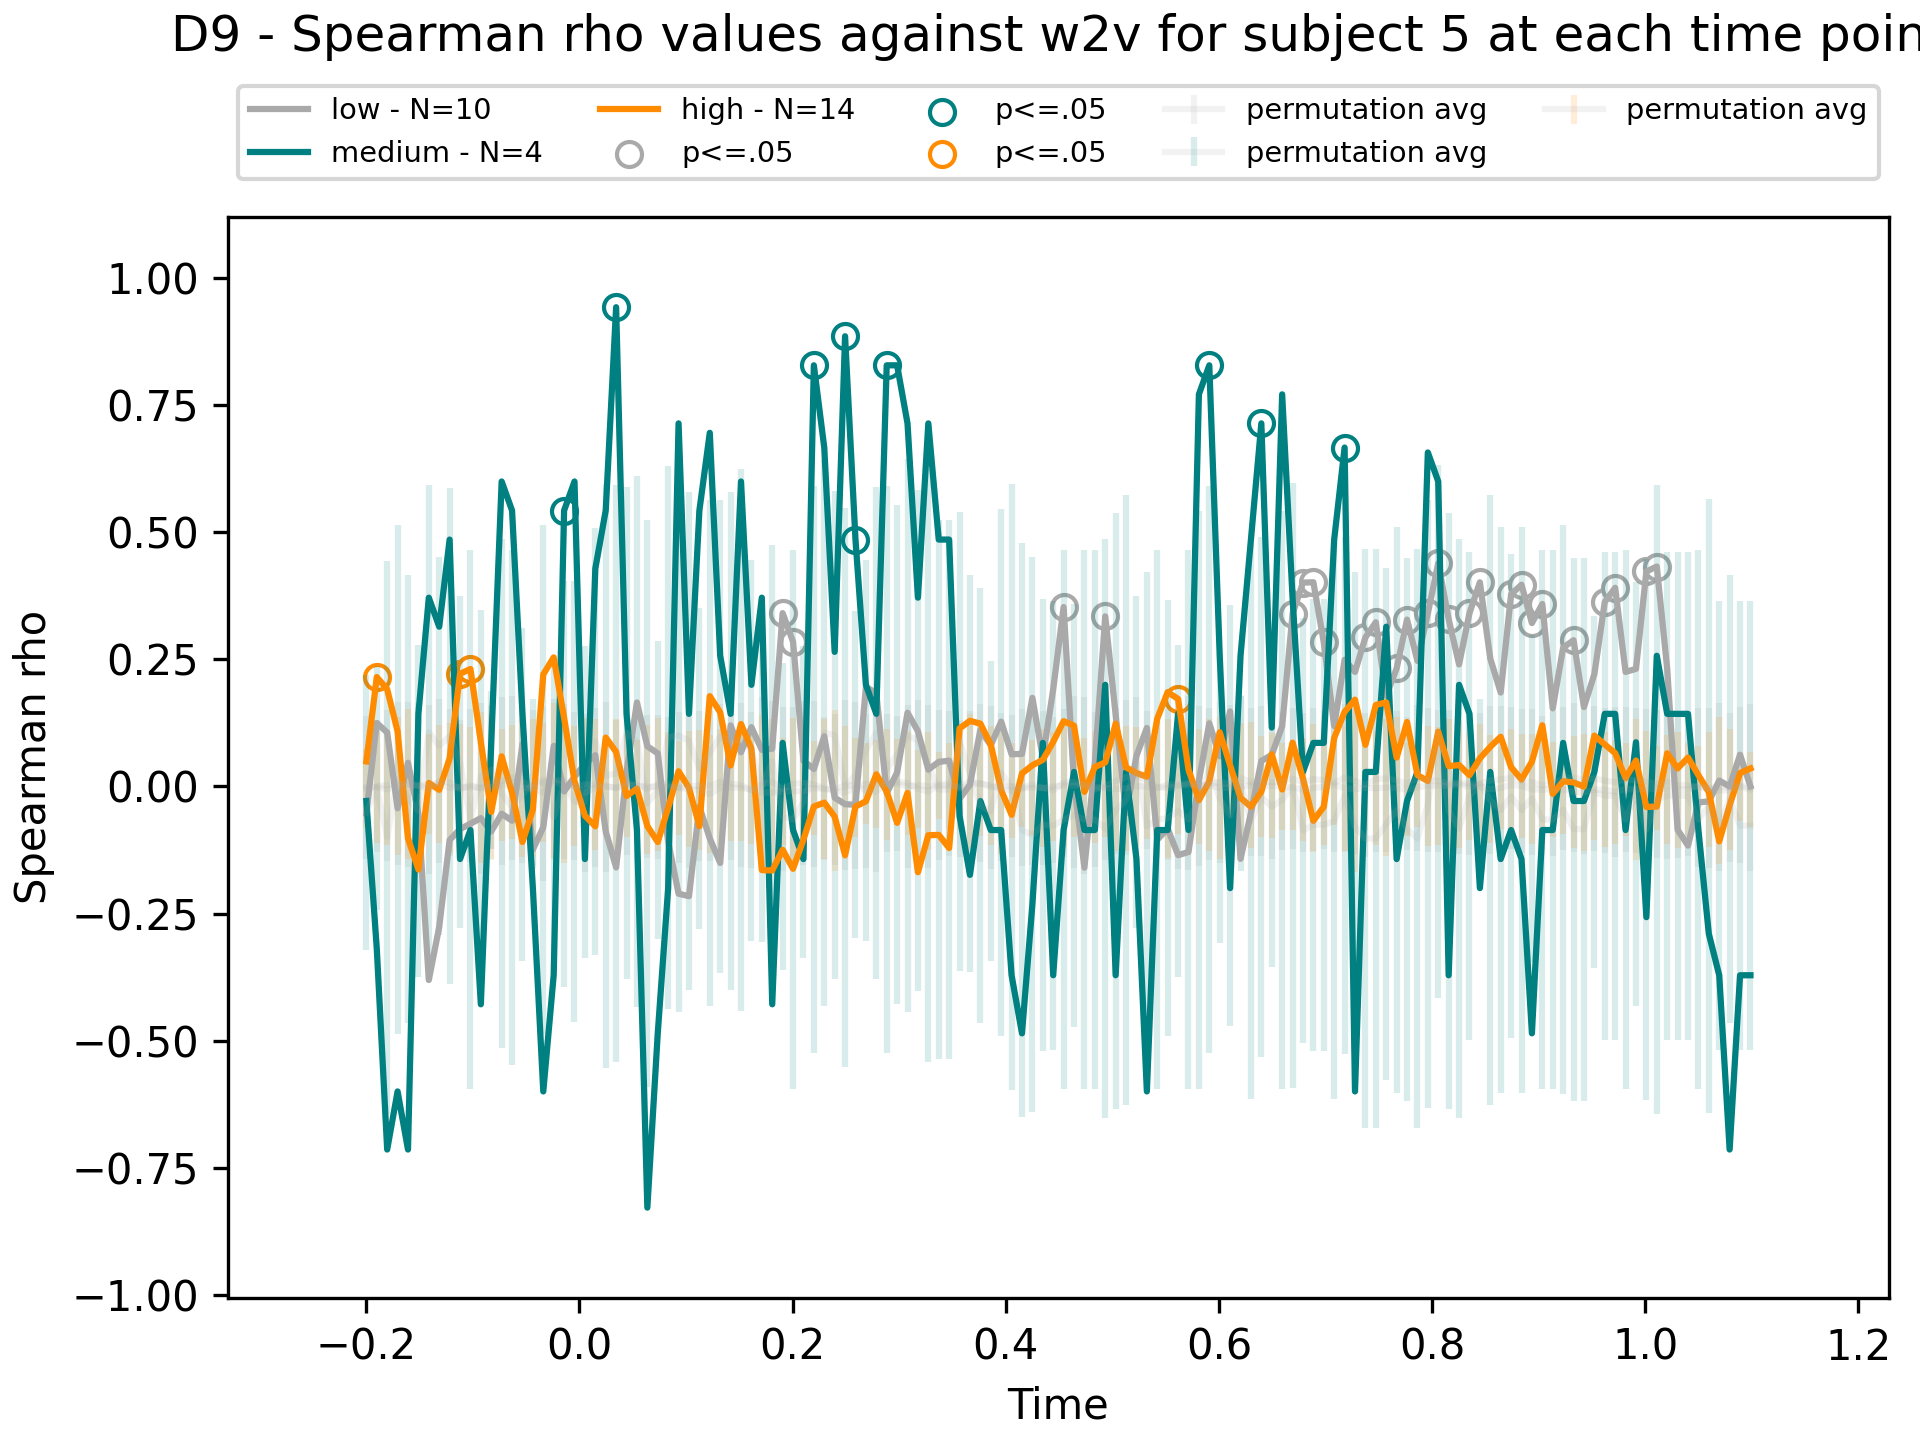 D9 - Spearman rho values against w2v for subject 5 at each time poin
low - N=10
medium - N=4
high - N=14
p<=.05
p<=.05
p<=.05
permutation avg
permutation avg
permutation avg
1.00
0.75
0.50
0.25
0.00
−0.25
−0.50
−0.75
−1.00
Spearman rho
−0.2 0.0 0.2 0.4 0.6 0.8 1.0 1.2
Time